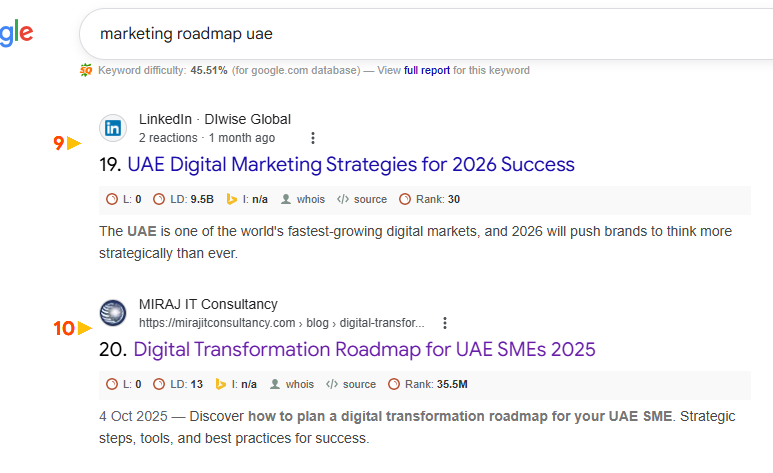 gle
marketing roadmap uae
SQ Keyword difficulty: 45.51% (for google.com database) — View full report for this keyword
9
in LinkedIn · DIwise Global
2 reactions · 1 month ago
19. UAE Digital Marketing Strategies for 2026 Success
L: 0 LD: 9.5B I: n/a whois </> source Rank: 30
The UAE is one of the world's fastest-growing digital markets, and 2026 will push brands to think more
strategically than ever.
MIRAJ IT Consultancy
10
https://mirajitconsultancy.com › blog › digital-transfor...
20. Digital Transformation Roadmap for UAE SMEs 2025
L: 0 LD: 13 I: n/a whois </> source Rank: 35.5M
4 Oct 2025 — Discover how to plan a digital transformation roadmap for your UAE SME. Strategic
steps, tools, and best practices for success.